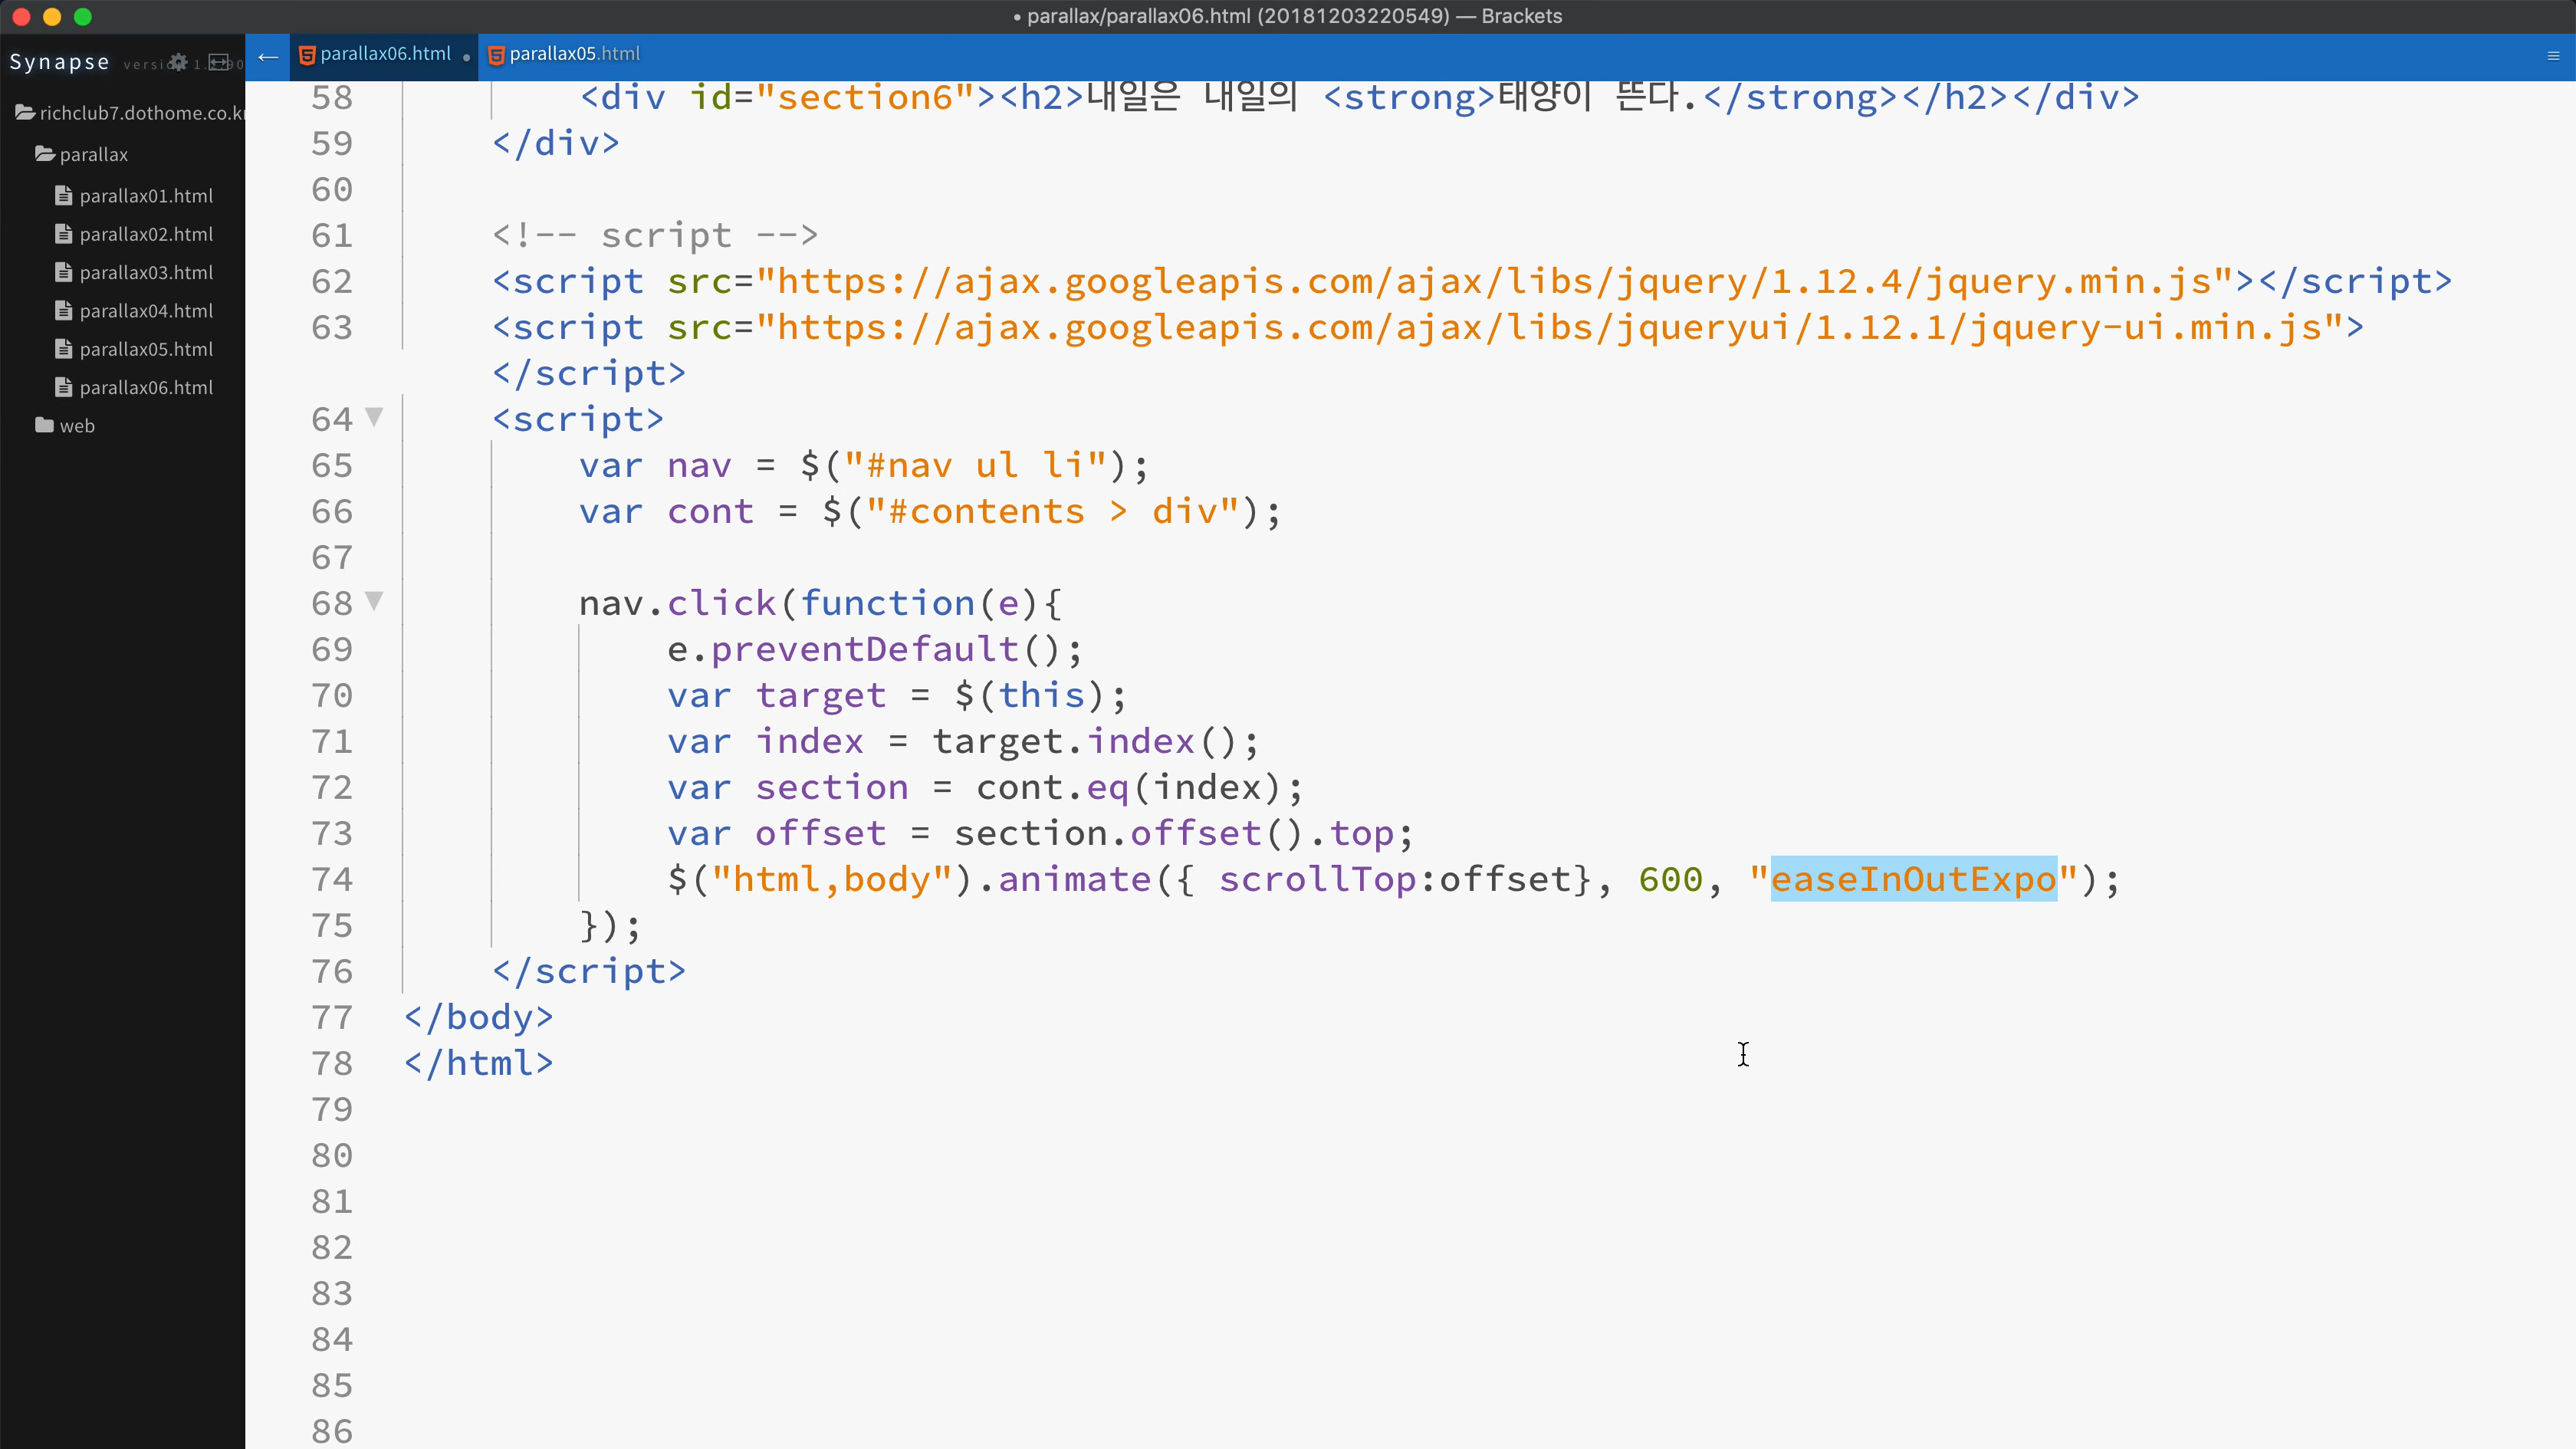 • parallax/parallax06.html (20181203220549) — Brackets
Synapse
← parallax06.html • parallax05.html ≡
richclub7.dothome.co.kr
parallax
parallax01.html
parallax02.html
parallax03.html
parallax04.html
parallax05.html
parallax06.html
web
58 <div id="section6"><h2>내일은 내일의 <strong>태양이 뜬다.</strong></h2></div>
59 </div>
60
61 <!-- script -->
62 <script src="https://ajax.googleapis.com/ajax/libs/jquery/1.12.4/jquery.min.js"></script>
63 <script src="https://ajax.googleapis.com/ajax/libs/jqueryui/1.12.1/jquery-ui.min.js">
</script>
64 <script>
65 var nav = $("#nav ul li");
66 var cont = $("#contents > div");
67
68 nav.click(function(e){
69 e.preventDefault();
70 var target = $(this);
71 var index = target.index();
72 var section = cont.eq(index);
73 var offset = section.offset().top;
74 $("html,body").animate({ scrollTop:offset}, 600, "easeInOutExpo");
75 });
76 </script>
77 </body>
78 </html>
79
80
81
82
83
84
85
86